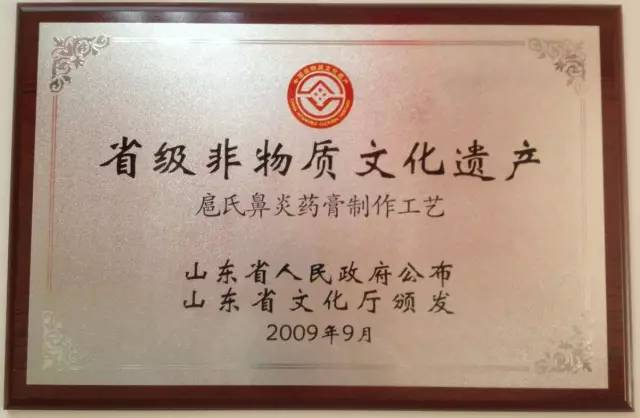 省级非物质文化遗产
扈氏鼻炎药膏制作工艺
山东省人民政府公布
山东省文化厅颁发
2009年9月